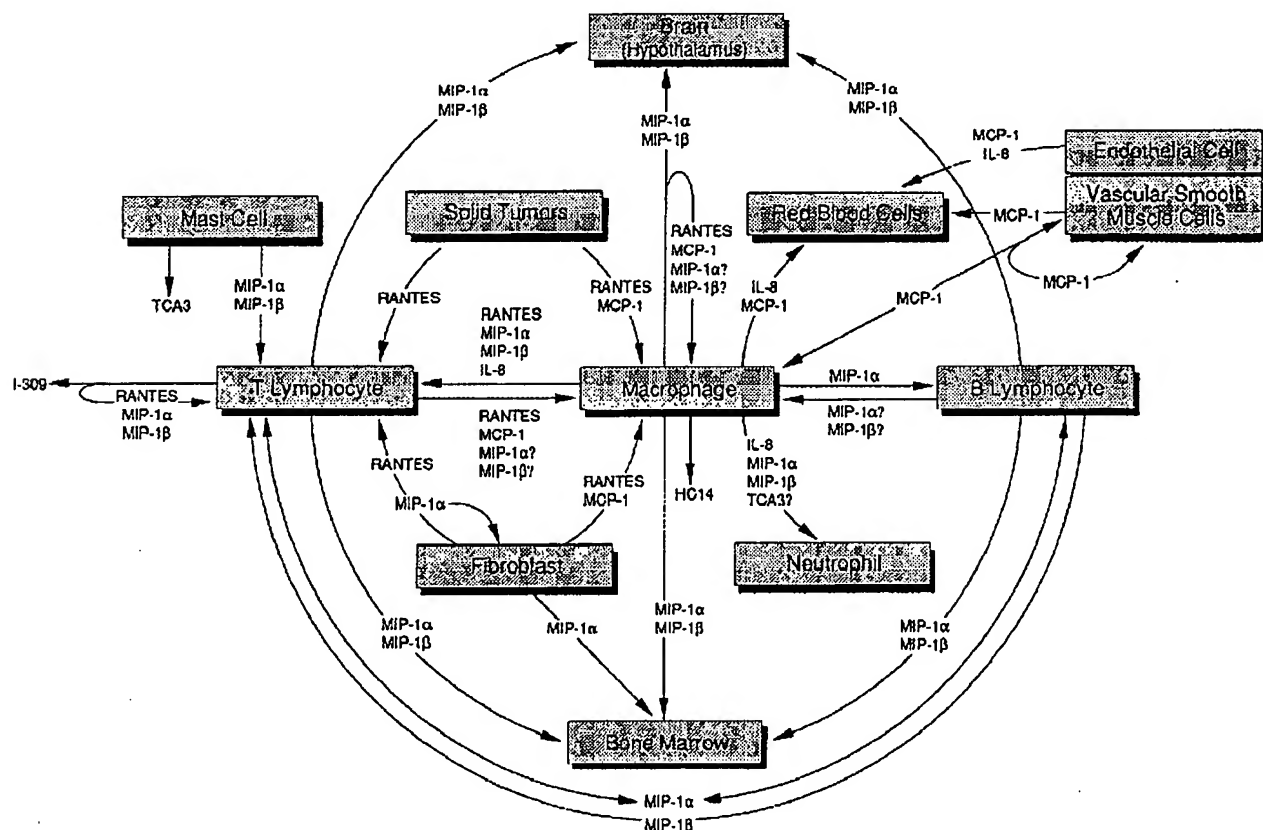 Brain
(Hypothalamus)
MIP-1α
MIP-1β
MIP-1α
MIP-1β
MIP-1α
MIP-1β
MCP-1
IL-8
Endothelial Cell
Mast Cell
Solid Tumors
Red Blood Cells
Vascular Smooth
Muscle Cells
MCP-1
MCP-1
RANTES
MCP-1
MIP-1α?
MIP-1β?
TCA3
MIP-1α
MIP-1β
RANTES
RANTES
MCP-1
IL-8
MCP-1
MCP-1
RANTES
MIP-1α
MIP-1β
IL-8
I-309
T Lymphocyte
Macrophage
B Lymphocyte
RANTES
MIP-1α
MIP-1β
MIP-1α
MIP-1α?
MIP-1β?
RANTES
MCP-1
MIP-1α?
MIP-1β?
RANTES
MIP-1α
RANTES
MCP-1
HC14
IL-8
MIP-1α
MIP-1β
TCA3?
Fibroblast
Neutrophil
MIP-1α
MIP-1β
MIP-1α
MIP-1α
MIP-1β
MIP-1α
MIP-1β
Bone Marrow
MIP-1α
MIP-1β